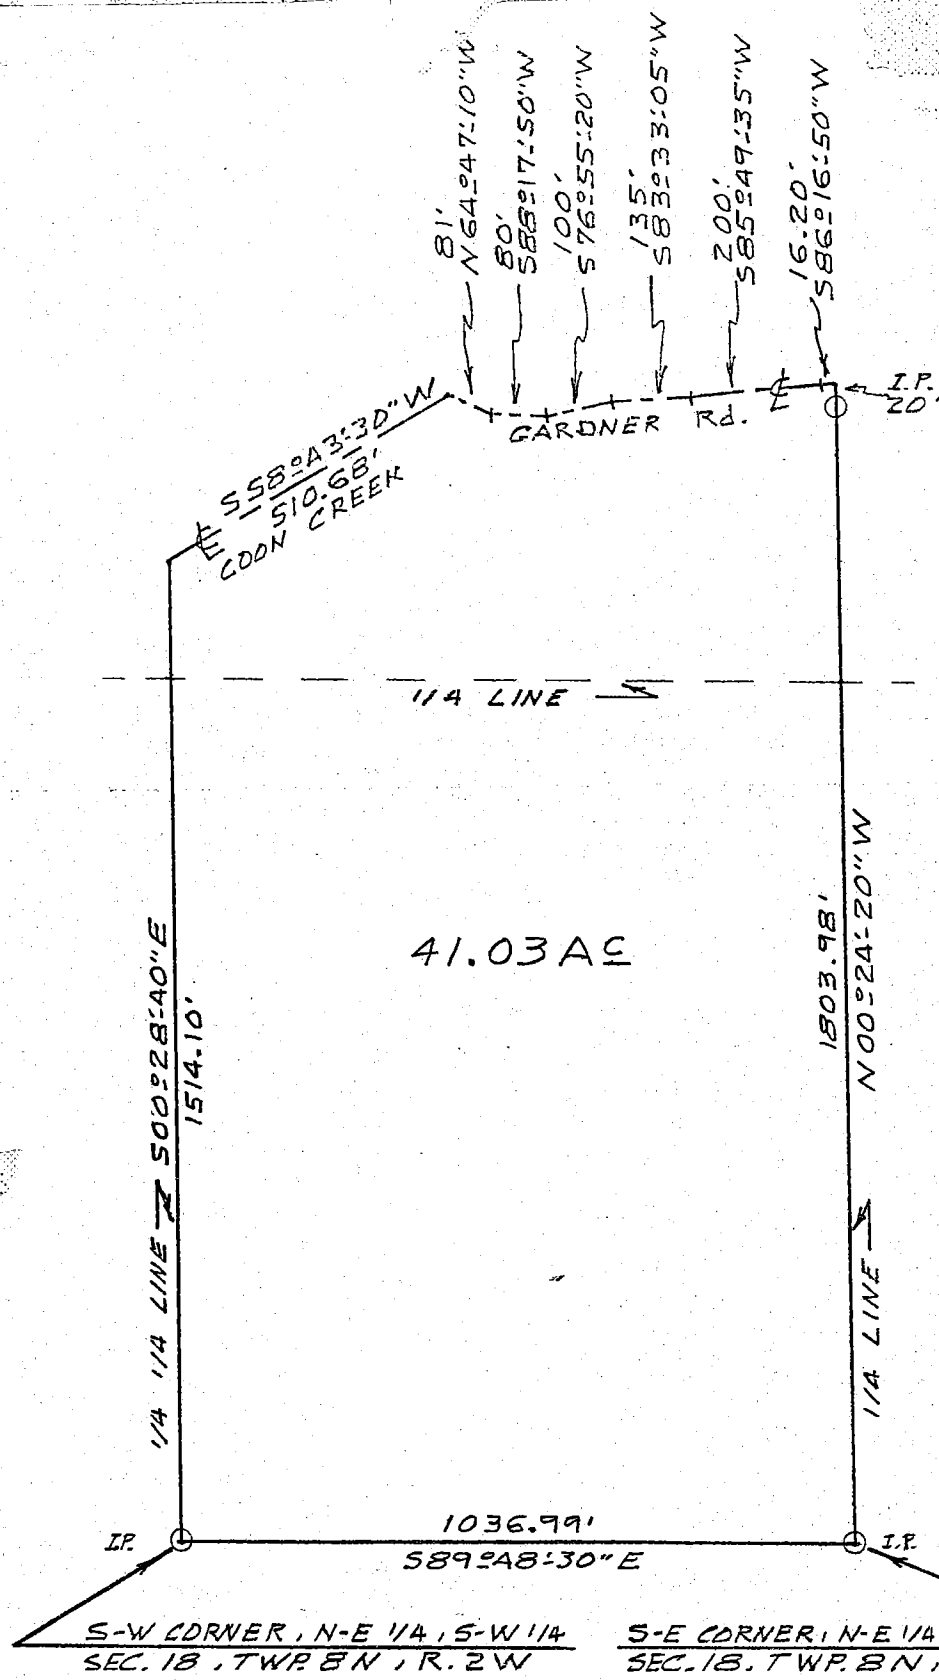 81'
N64°47'10"W
80'
S88°17'50"W
100'
S76°55'20"W
135'
S83°33'05"W
200'
S85°49'35"W
16.20'
S86°16'50"W
I.P.
20'
GARDNER Rd.
S58°43'30"W
510.68'
COON CREEK
1/4 LINE
41.03 Ac
S00°28'40"E
1514.10'
1/4 1/4 LINE
1803.98'
N00°24'20"W
1/4 LINE
I.P.
1036.99'
S89°48'30"E
I.P.
S-W CORNER, N-E 1/4, S-W 1/4
SEC. 18, TWP. 8N, R. 2W
S-E CORNER, N-E 1/4
SEC. 18, TWP. 8N,